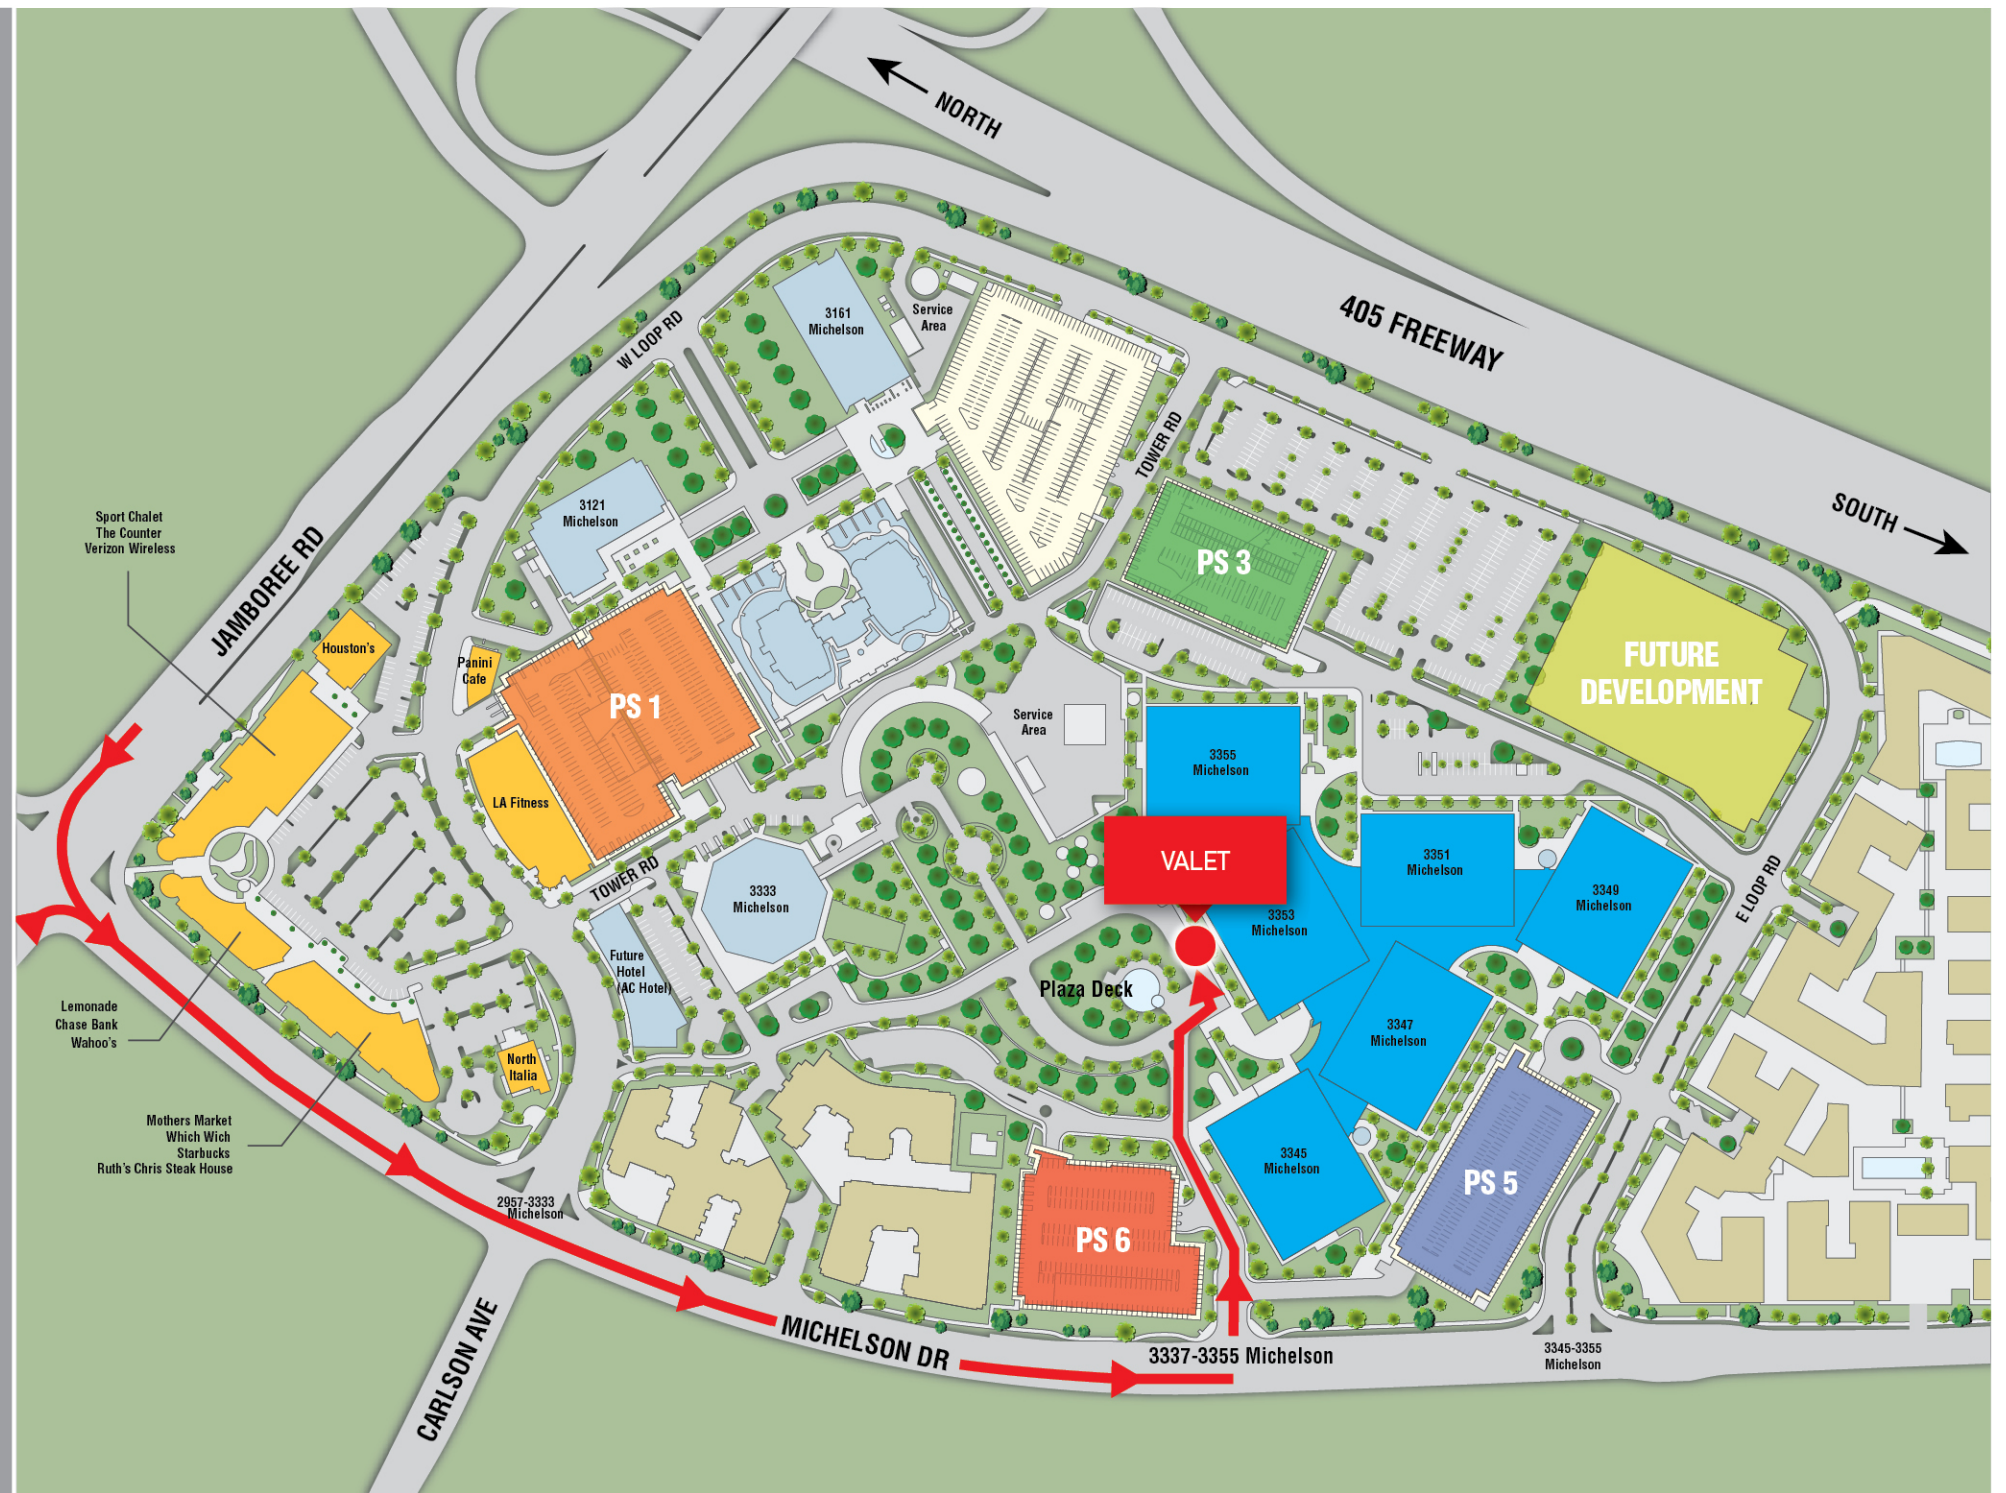 NORTH
405 FREEWAY
SOUTH
W LOOP RD
3161
Michelson
Service
Area
TOWER RD
3121
Michelson
PS 3
Sport Chalet
The Counter
Verizon Wireless
JAMBOREE RD
Houston's
Panini
Cafe
PS 1
FUTURE
DEVELOPMENT
Service
Area
3355
Michelson
LA Fitness
VALET
3351
Michelson
TOWER RD
3333
Michelson
3349
Michelson
E LOOP RD
3353
Michelson
Future
Hotel
(AC Hotel)
Plaza Deck
Lemonade
Chase Bank
Wahoo's
3347
Michelson
North
Italia
Mothers Market
Which Wich
Starbucks
Ruth's Chris Steak House
3345
Michelson
PS 5
2957-3333
Michelson
PS 6
MICHELSON DR
3337-3355 Michelson
3345-3355
Michelson
CARLSON AVE